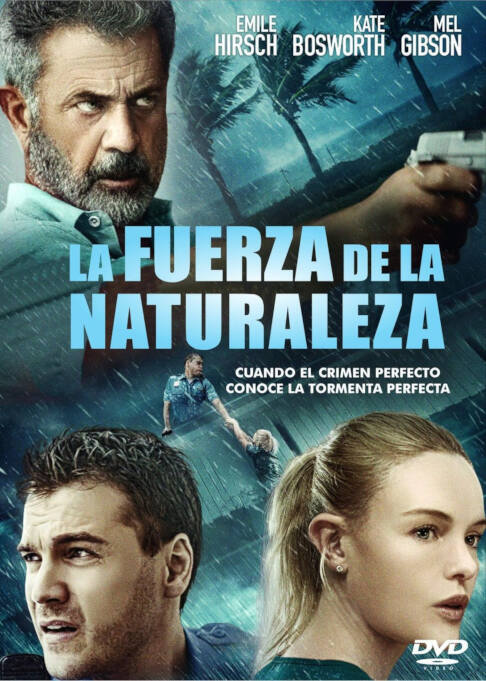 EMILE HIRSCH
KATE BOSWORTH
MEL GIBSON
LA FUERZA DE LA
NATURALEZA
CUANDO EL CRIMEN PERFECTO
CONOCE LA TORMENTA PERFECTA
DVD
VIDEO